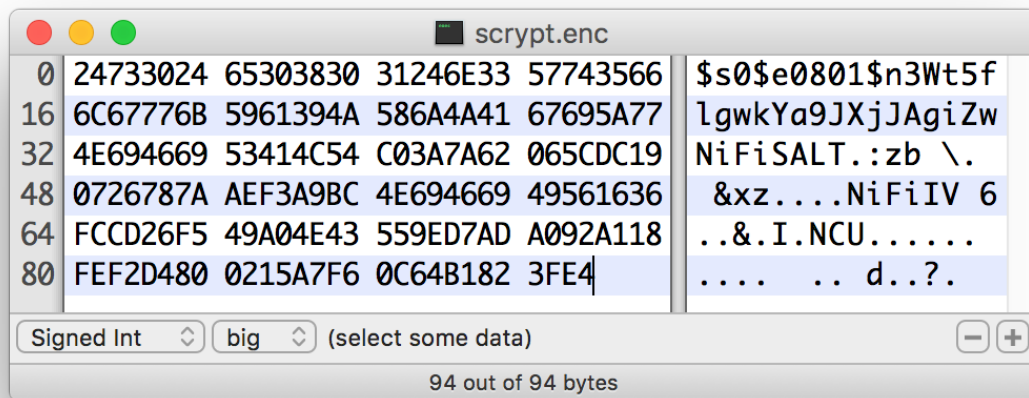 scrypt.enc
0 24733024 65303830 31246E33 57743566 $s0$e0801$n3Wt5f
16 6C67776B 5961394A 586A4A41 67695A77 lgwkYa9JXjJAgiZw
32 4E694669 53414C54 C03A7A62 065CDC19 NiFiSALT.:zb \.
48 0726787A AEF3A9BC 4E694669 49561636 &xz....NiFiIV 6
64 FCCD26F5 49A04E43 559ED7AD A092A118 ..&.I.NCU......
80 FEF2D480 0215A7F6 0C64B182 3FE4 .... .. d..?.
Signed Int big (select some data)
94 out of 94 bytes